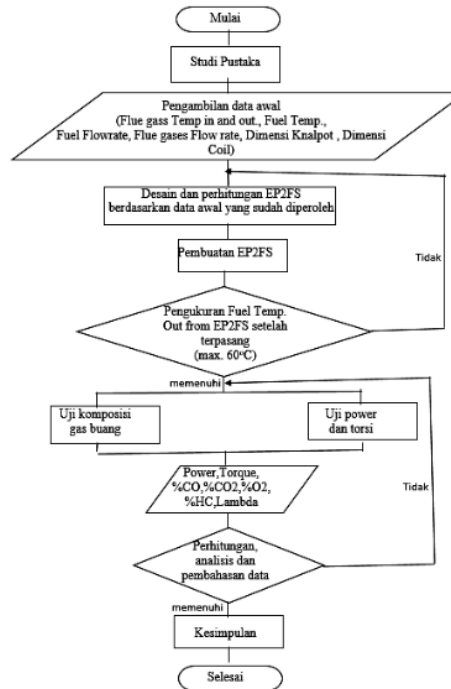 Mulai
Studi Pustaka
Pengambilan data awal
(Flue gass Temp in and out., Fuel Temp.,
Fuel Flowrate, Flue gases Flow rate, Dimensi Knalpot , Dimensi
Coil)
Desain dan perhitungan EP2FS
berdasarkan data awal yang sudah diperoleh
Pembuatan EP2FS
Tidak
Pengukuran Fuel Temp.
Out from EP2FS setelah
terpasang
(max. 60°C)
memenuhi
Uji komposisi
gas buang
Uji power
dan torsi
Power,Torque,
%CO,%CO2,%O2,
%HC,Lambda
Tidak
Perhitungan,
analisis dan
pembahasan data
memenuhi
Kesimpulan
Selesai